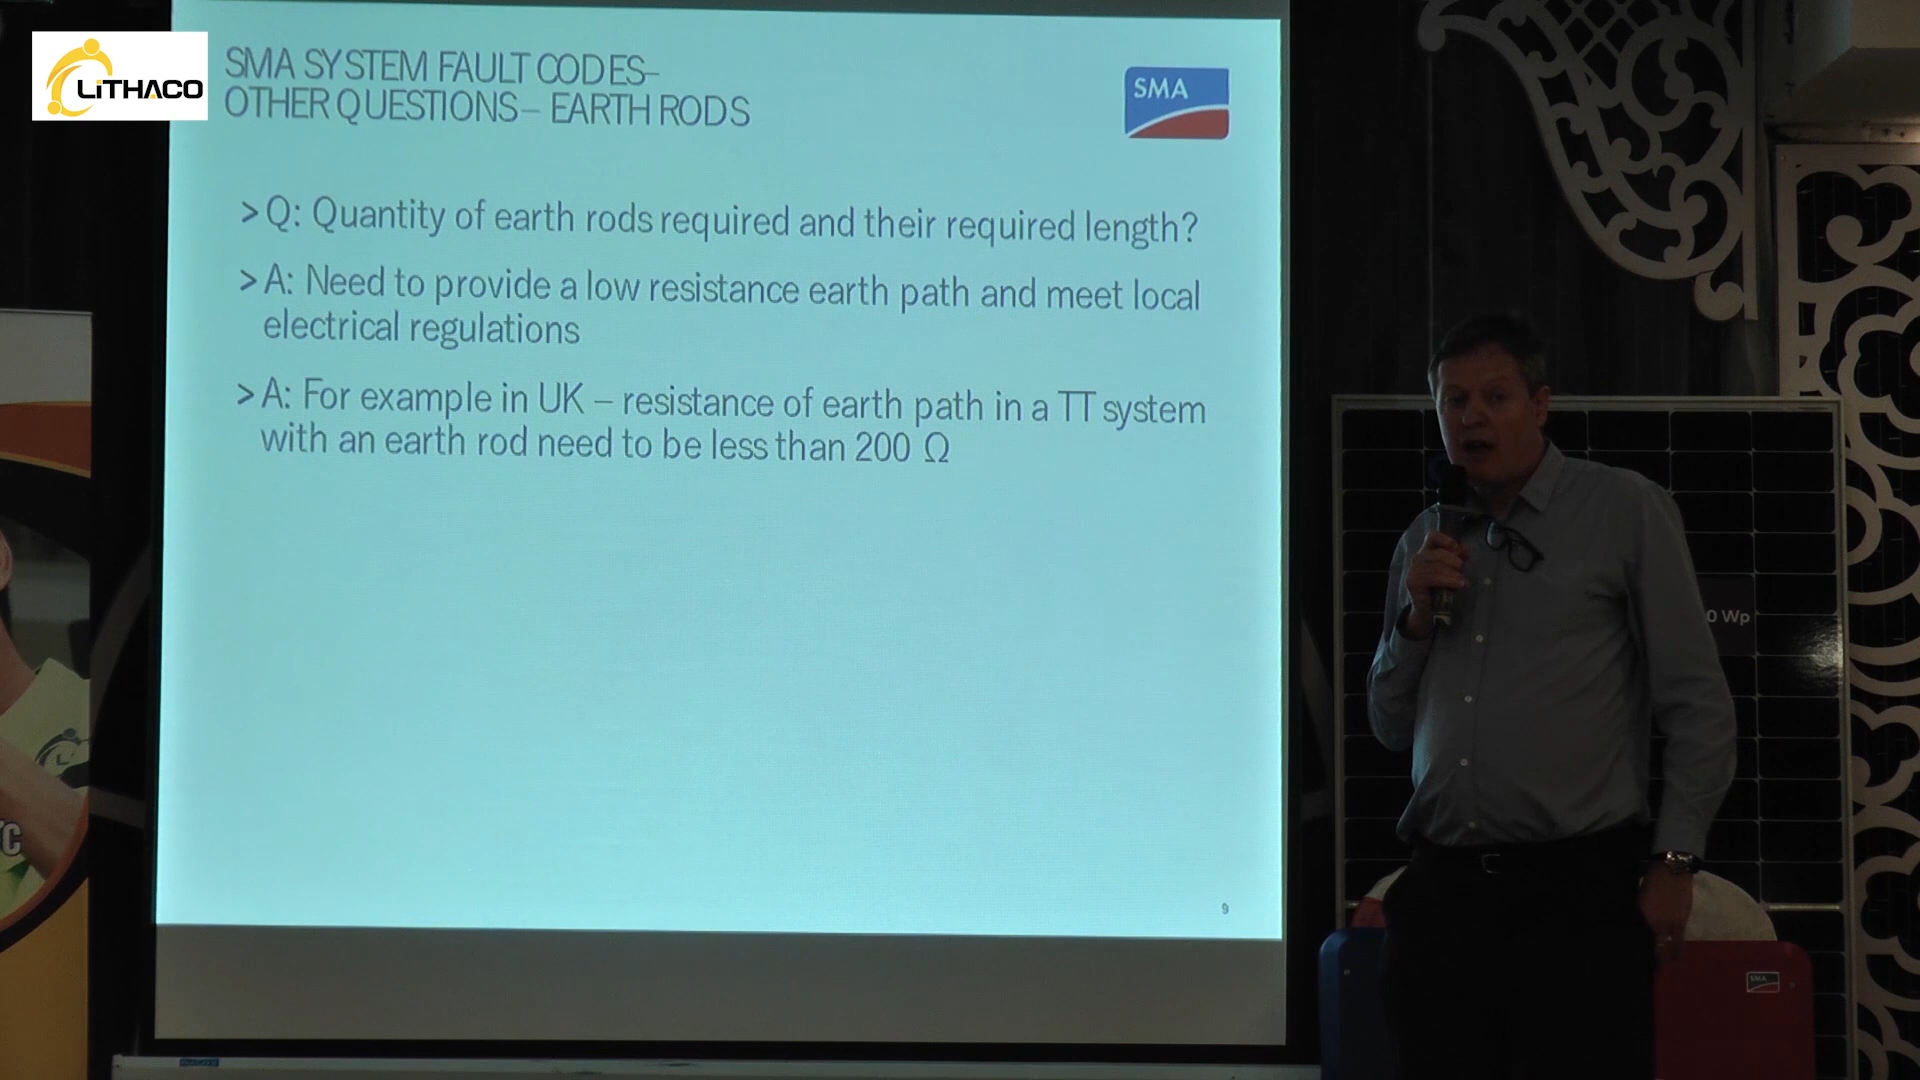 LiTHACO
SMA SYSTEM FAULT CODES–
OTHER QUESTIONS – EARTH RODS
SMA
> Q: Quantity of earth rods required and their required length?
> A: Need to provide a low resistance earth path and meet local
electrical regulations
> A: For example in UK – resistance of earth path in a TT system
with an earth rod need to be less than 200 Ω
0 Wp
9
SMA